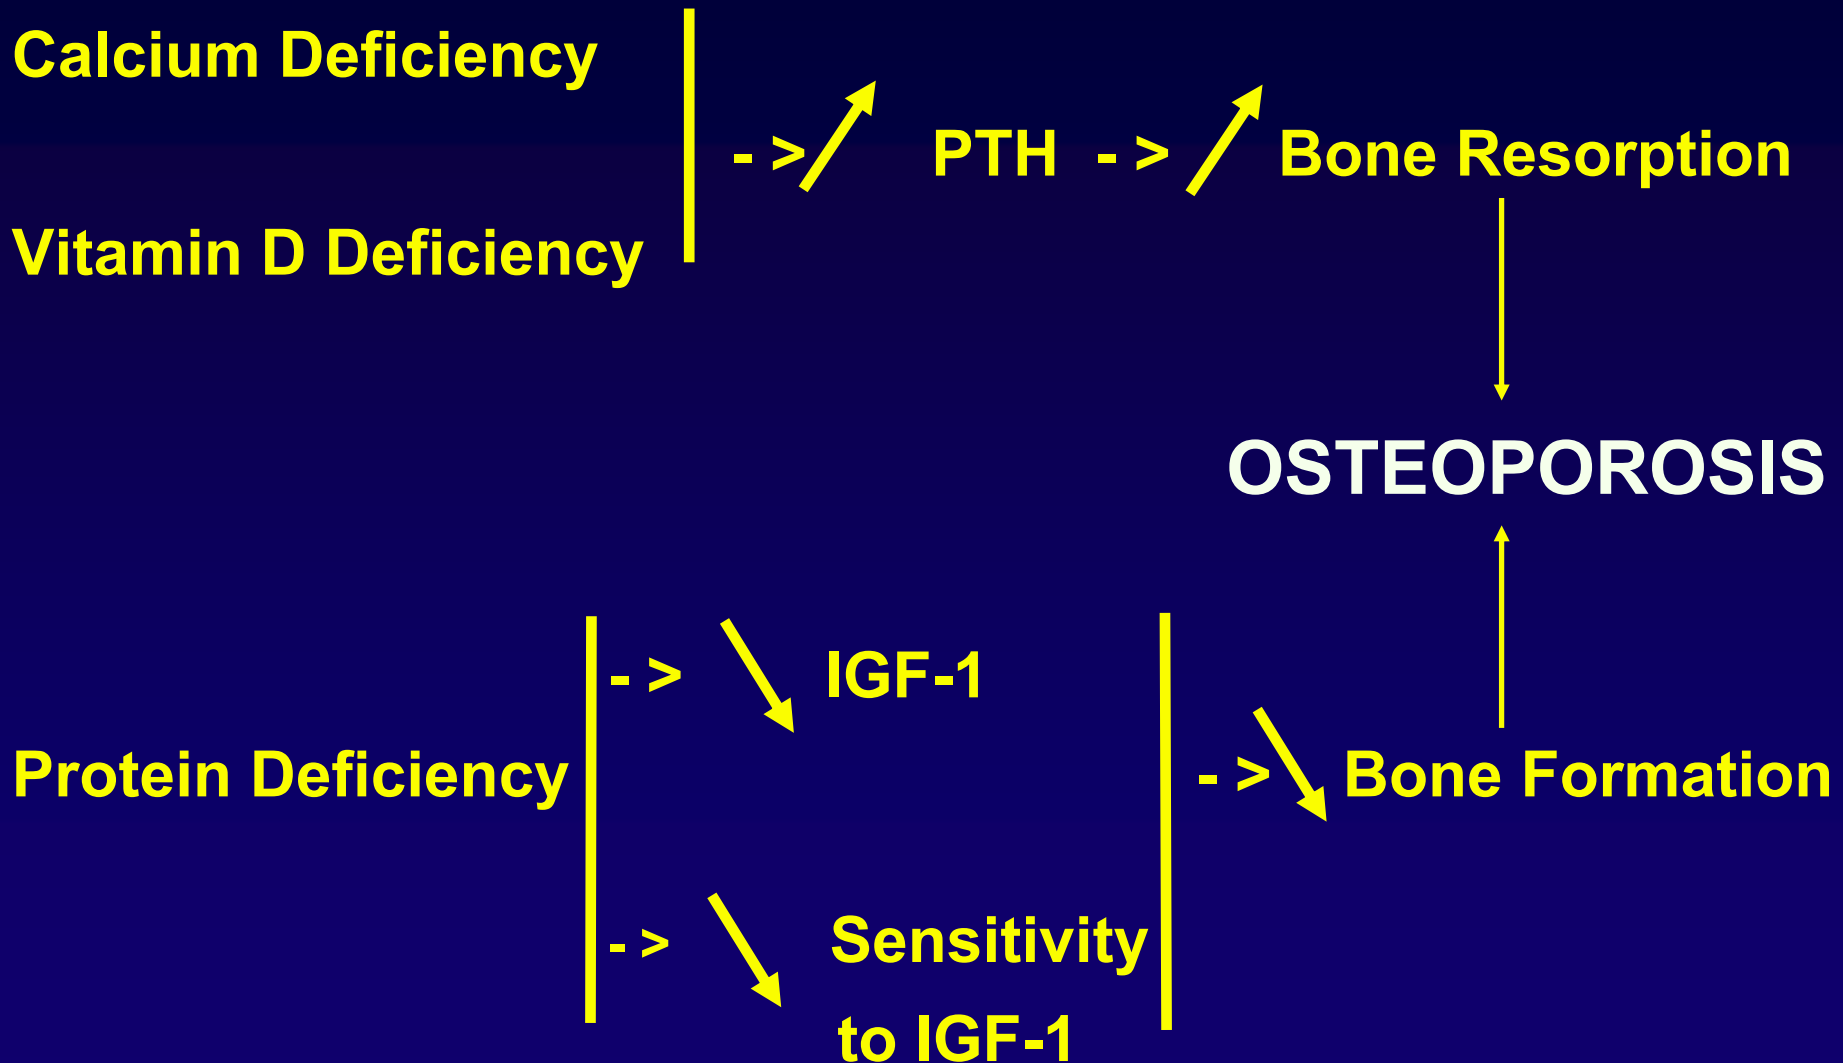 Calcium Deficiency
- > PTH - > Bone Resorption
Vitamin D Deficiency
OSTEOPOROSIS
- > IGF-1
Protein Deficiency - > Bone Formation
- > Sensitivity
to IGF-1